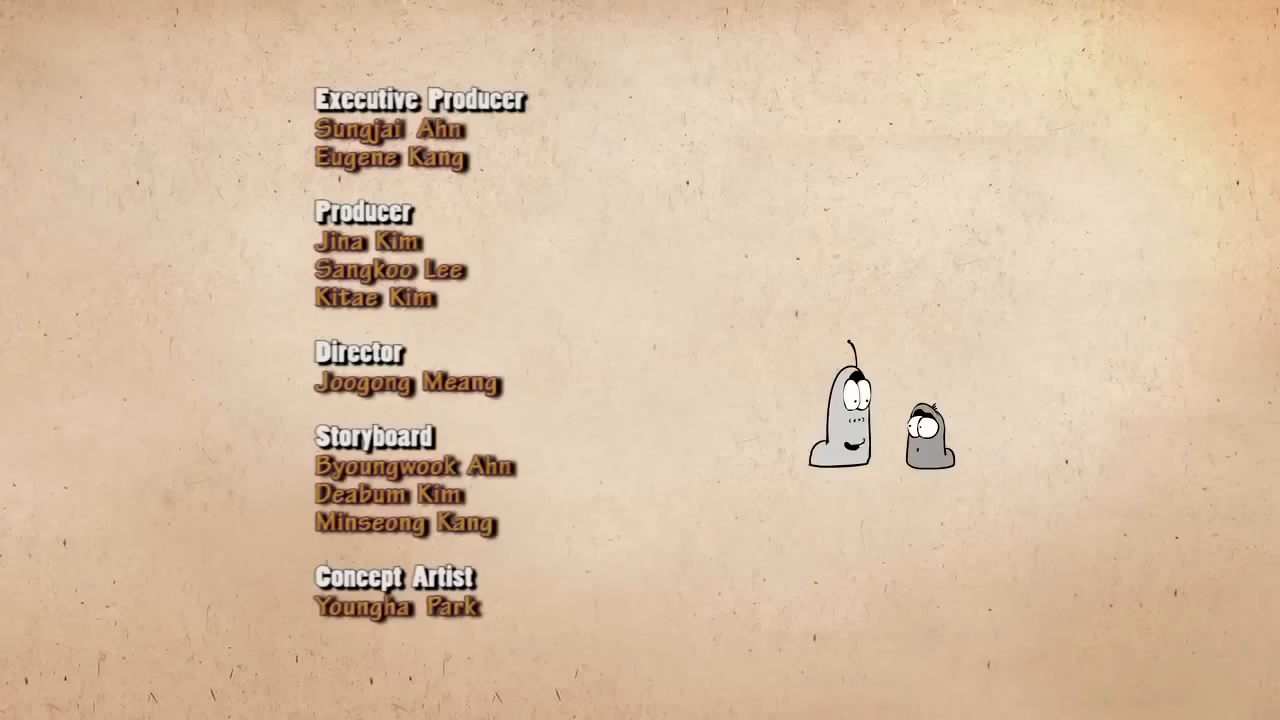 Executive Producer
Sungjai Ahn
Eugene Kang
Producer
Jina Kim
Sangkoo Lee
Kitae Kim
Director
Joogong Meang
Storyboard
Byoungwook Ahn
Deabum Kim
Minseong Kang
Concept Artist
Youngha Park